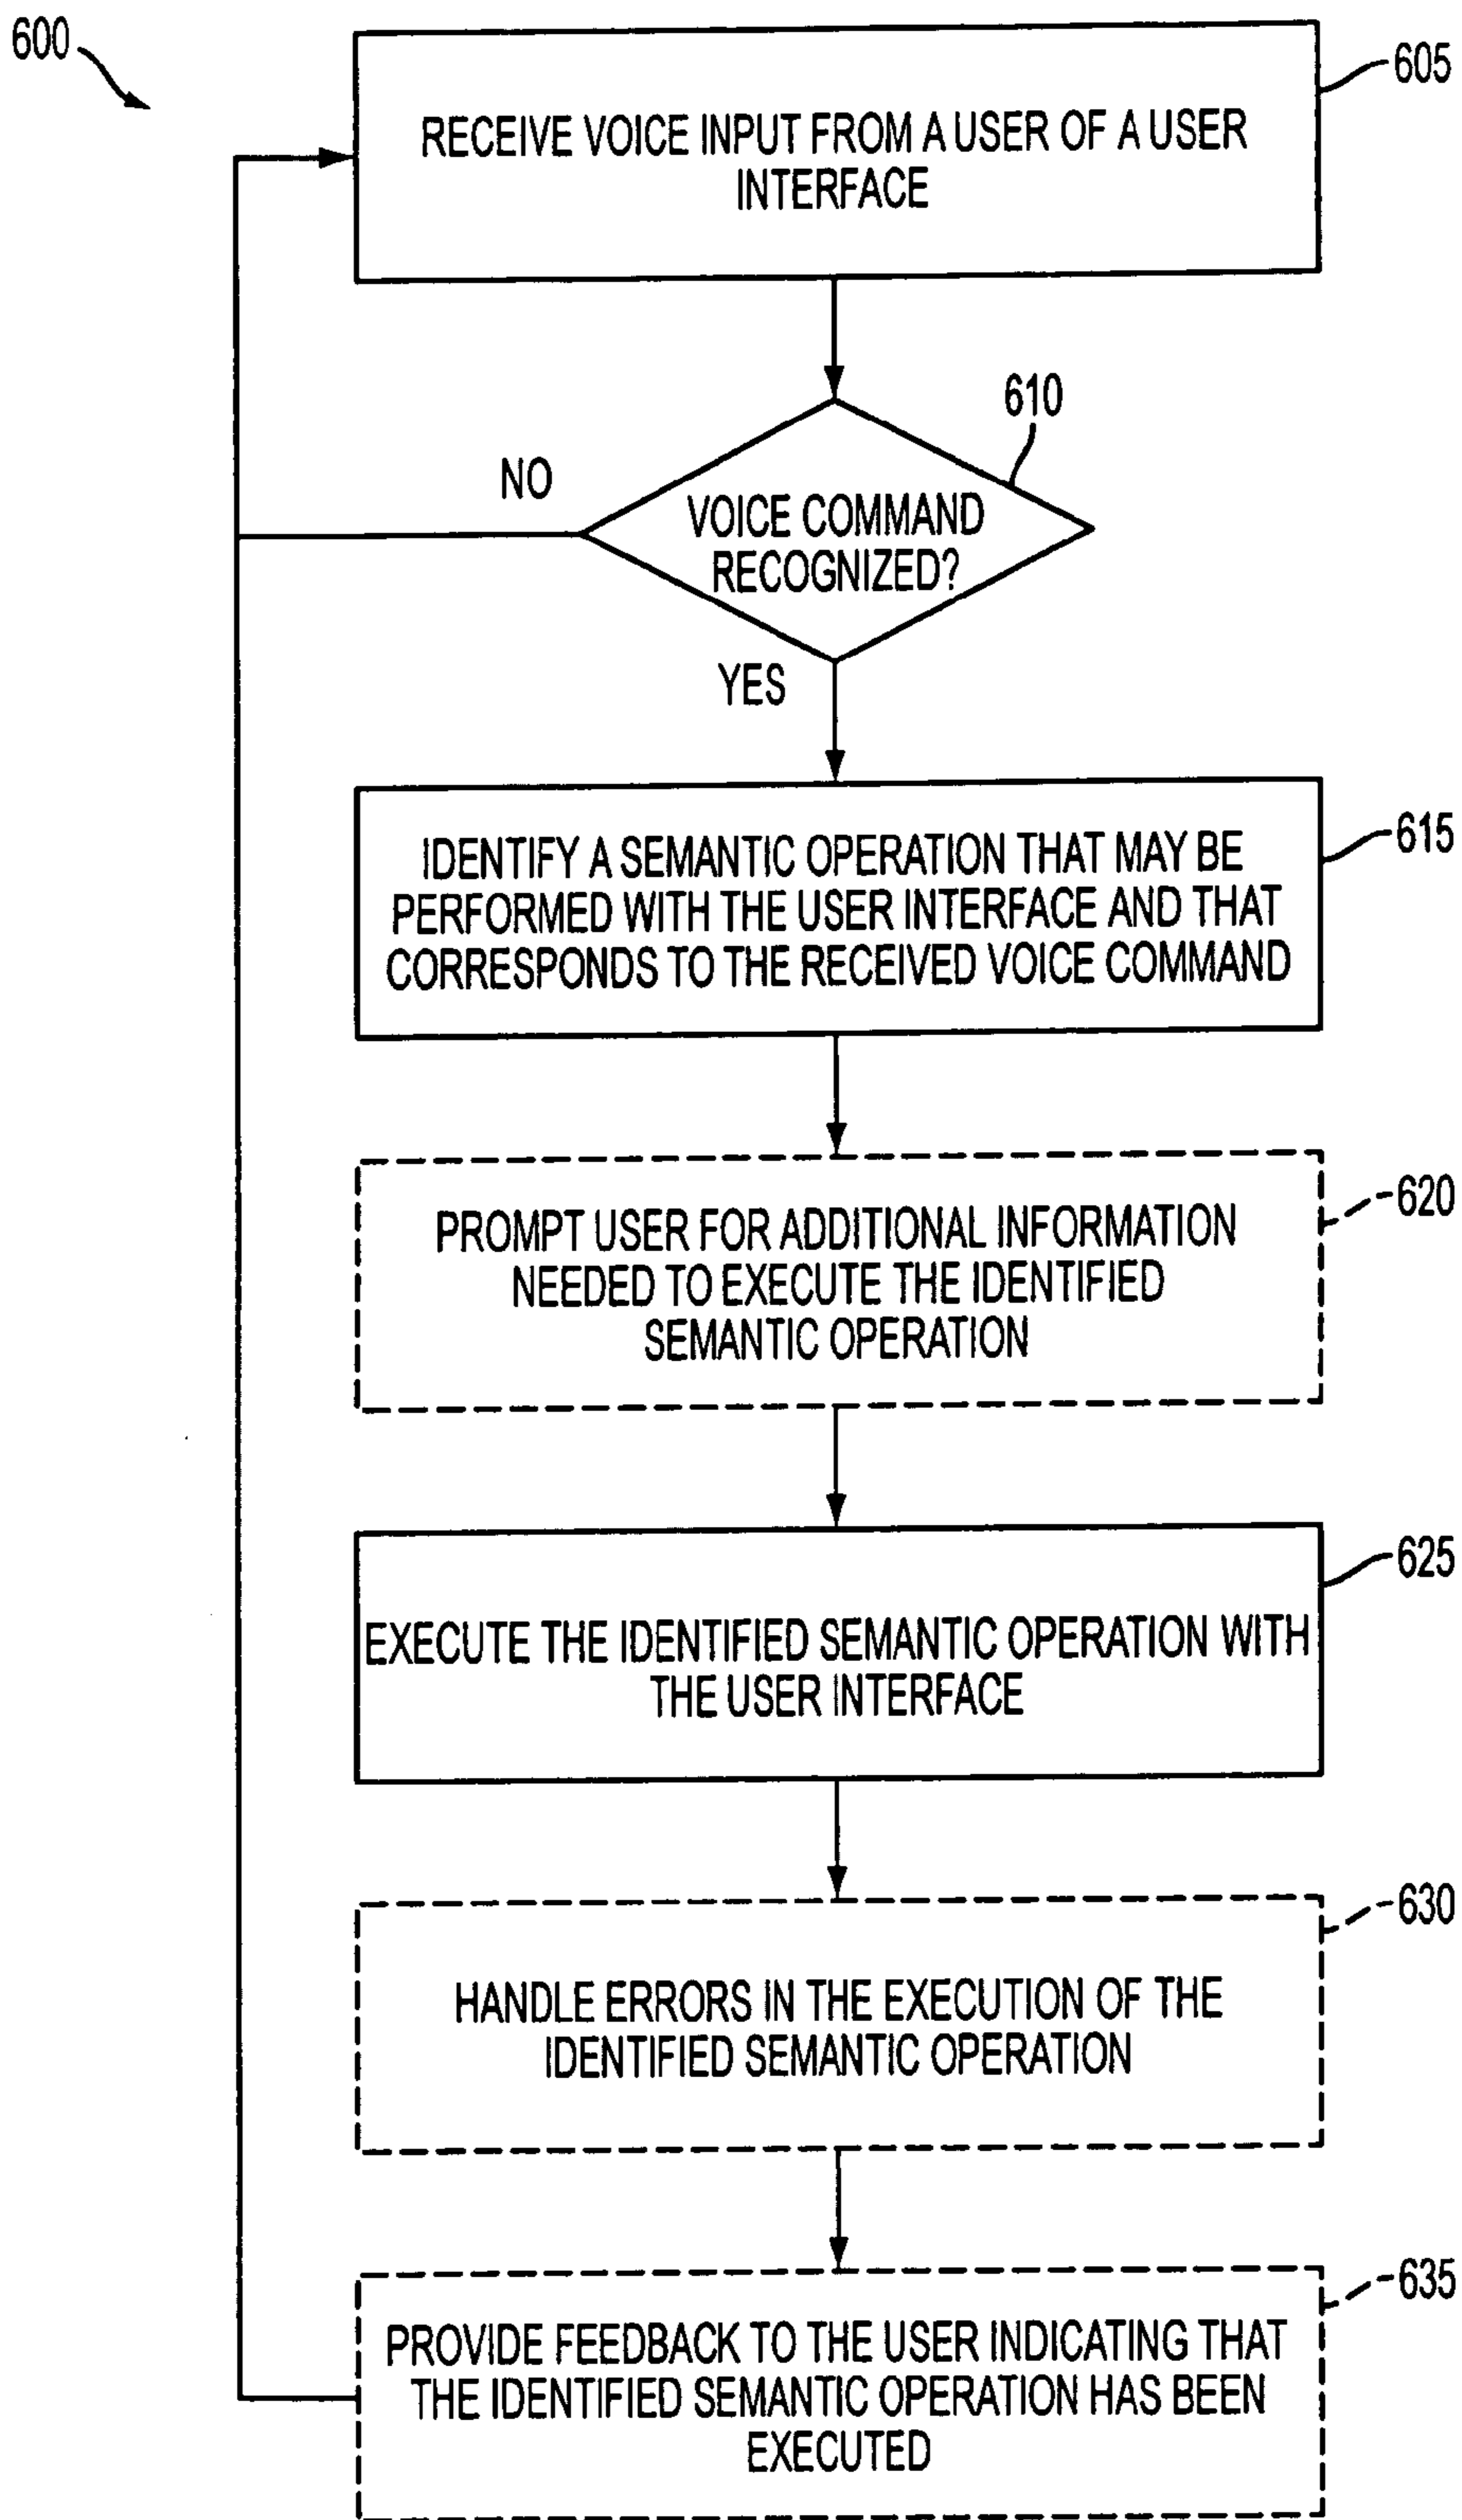 600
605
RECEIVE VOICE INPUT FROM A USER OF A USER
INTERFACE
610
NO
VOICE COMMAND
RECOGNIZED?
YES
615
IDENTIFY A SEMANTIC OPERATION THAT MAY BE
PERFORMED WITH THE USER INTERFACE AND THAT
CORRESPONDS TO THE RECEIVED VOICE COMMAND
620
PROMPT USER FOR ADDITIONAL INFORMATION
NEEDED TO EXECUTE THE IDENTIFIED
SEMANTIC OPERATION
625
EXECUTE THE IDENTIFIED SEMANTIC OPERATION WITH
THE USER INTERFACE
630
HANDLE ERRORS IN THE EXECUTION OF THE
IDENTIFIED SEMANTIC OPERATION
635
PROVIDE FEEDBACK TO THE USER INDICATING THAT
THE IDENTIFIED SEMANTIC OPERATION HAS BEEN
EXECUTED